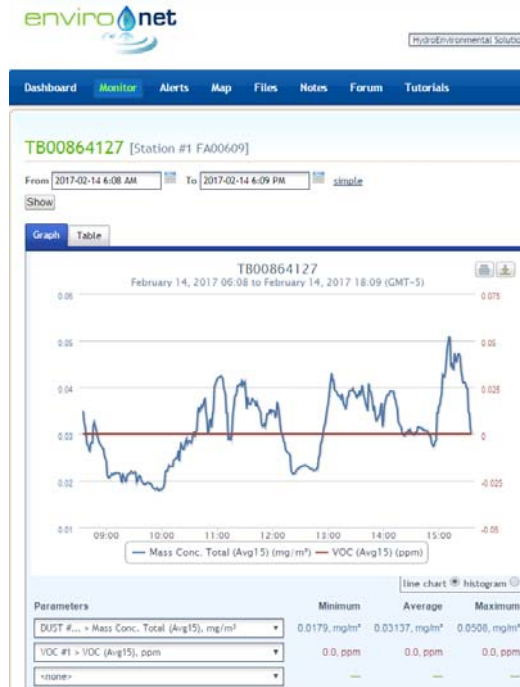 environet
HydroEnvironmental Solutio
Dashboard Monitor Alerts Map Files Notes Forum Tutorials
TB00864127 [Station #1 FA00609]
From 2017-02-14 6:08 AM To 2017-02-14 6:09 PM simple
Show
Graph Table
TB00864127
February 14, 2017 06:08 to February 14, 2017 18:09 (GMT-5)
0.06 0.075
0.05 0.05
0.04 0.025
0.03 0
0.02 -0.025
0.01 -0.05
09:00 10:00 11:00 12:00 13:00 14:00 15:00
Mass Conc. Total (Avg15) (mg/m³) VOC (Avg15) (ppm)
line chart histogram
Parameters Minimum Average Maximum
DUST #... > Mass Conc. Total (Avg15), mg/m³ 0.0179, mg/m³ 0.03137, mg/m³ 0.0508, mg/m³
VOC #1 > VOC (Avg15), ppm 0.0, ppm 0.0, ppm 0.0, ppm
<none> — — —